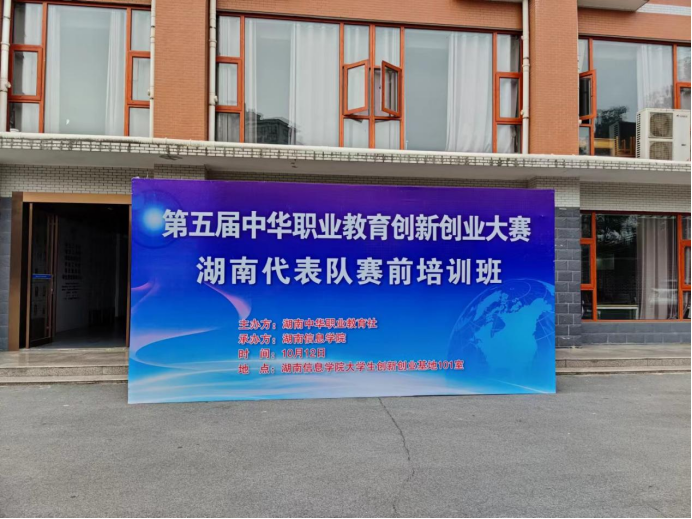 第五届中华职业教育创新创业大赛
湖南代表队赛前培训班
主办方：湖南中华职业教育社
承办方：湖南信息学院
时　间：10月12日
地　点：湖南信息学院大学生创新创业基地101室